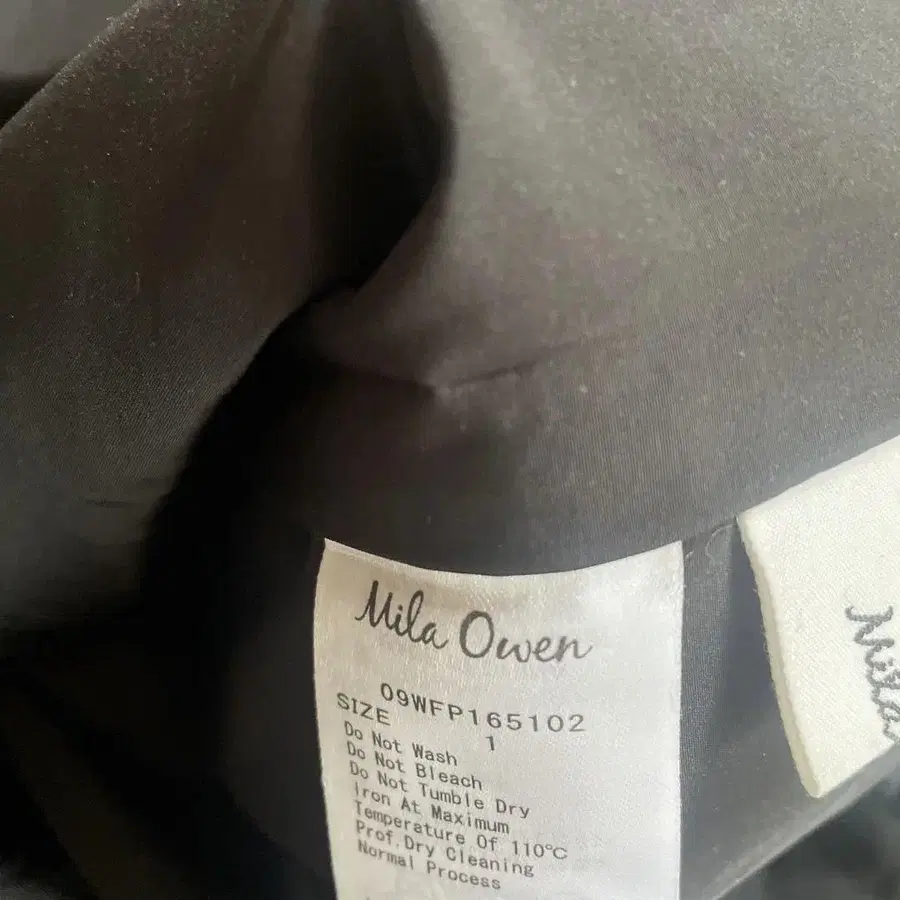 Mila Owen
09WFP165102
SIZE 1
Do Not Wash
Do Not Bleach
Do Not Tumble Dry
Iron At Maximum
Temperature Of 110℃
Prof.Dry Cleaning
Normal Process
Mila